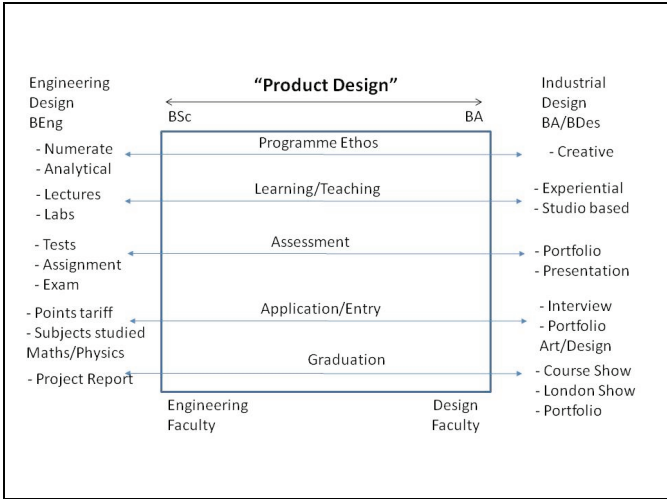 Engineering
Design
BEng
“Product Design”
Industrial
Design
BA/BDes
BSc
BA
- Numerate
- Analytical
Programme Ethos
- Creative
- Lectures
- Labs
Learning/Teaching
- Experiential
- Studio based
- Tests
- Assignment
- Exam
Assessment
- Portfolio
- Presentation
- Points tariff
- Subjects studied
Maths/Physics
Application/Entry
- Interview
- Portfolio
Art/Design
- Project Report
Graduation
- Course Show
- London Show
- Portfolio
Engineering
Faculty
Design
Faculty